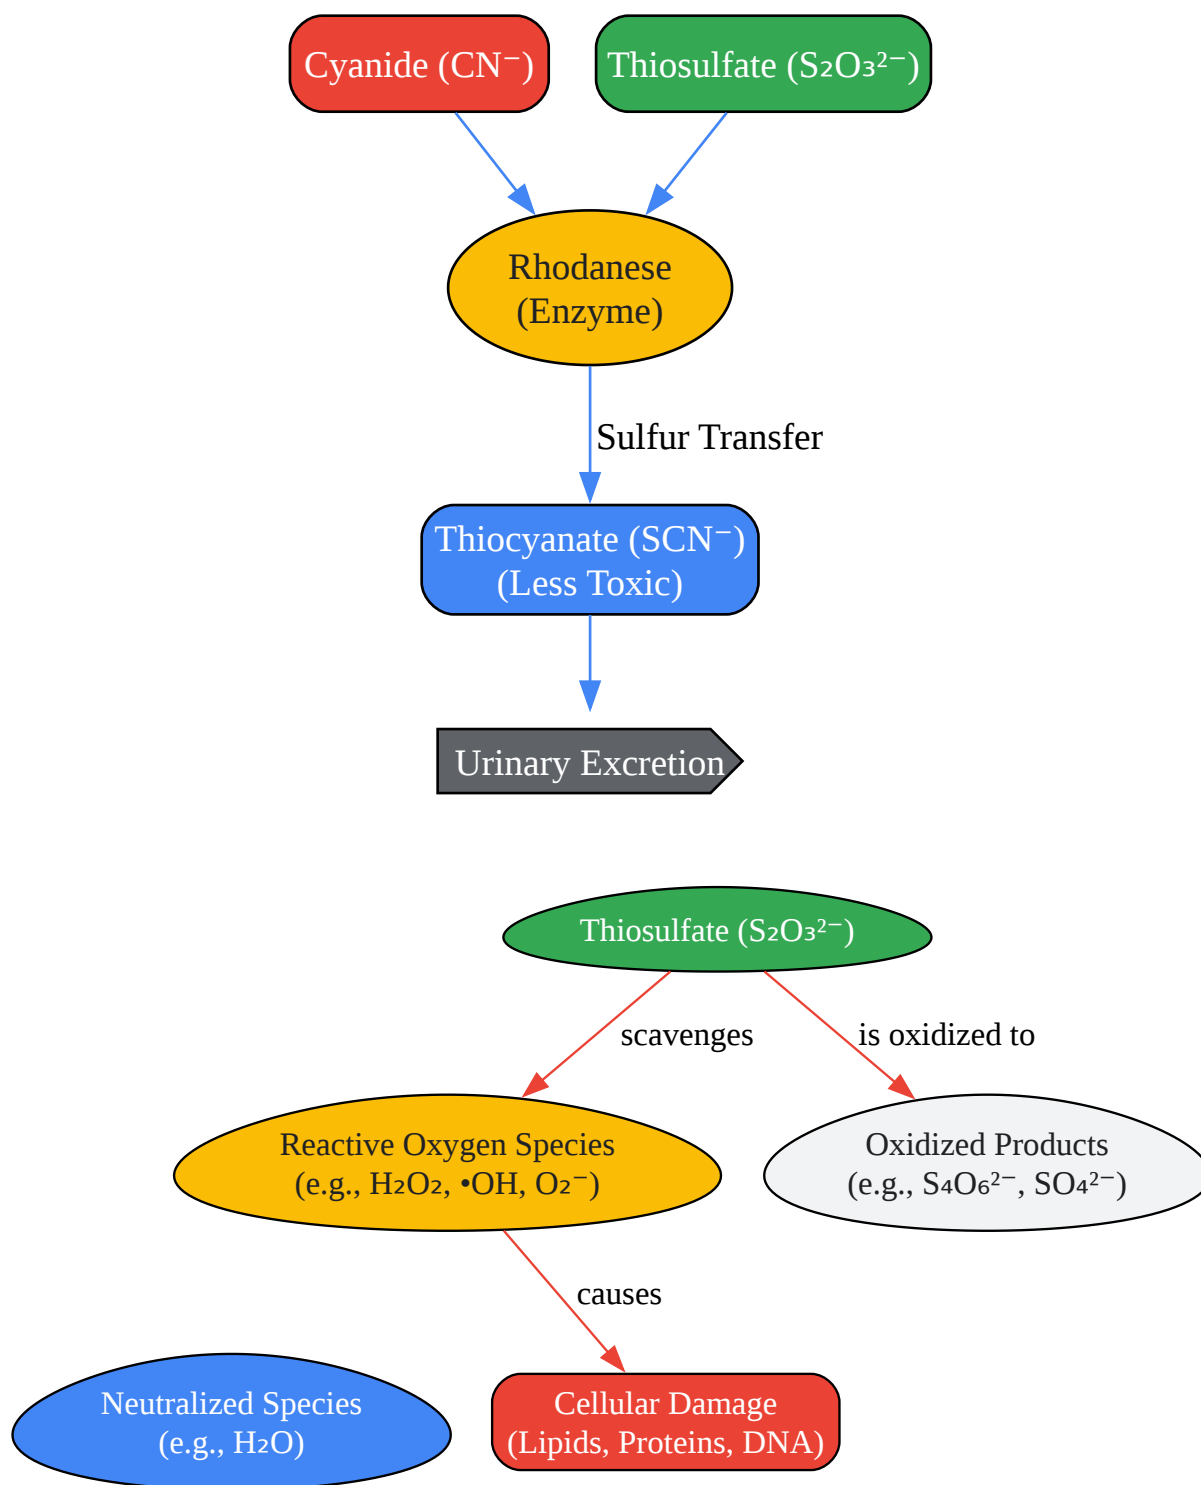 Cyanide (CN⁻)
Thiosulfate (S₂O₃²⁻)
Rhodanese
(Enzyme)
Sulfur Transfer
Thiocyanate (SCN⁻)
(Less Toxic)
Urinary Excretion
Thiosulfate (S₂O₃²⁻)
scavenges
is oxidized to
Reactive Oxygen Species
(e.g., H₂O₂, •OH, O₂⁻)
Oxidized Products
(e.g., S₄O₆²⁻, SO₄²⁻)
causes
Neutralized Species
(e.g., H₂O)
Cellular Damage
(Lipids, Proteins, DNA)